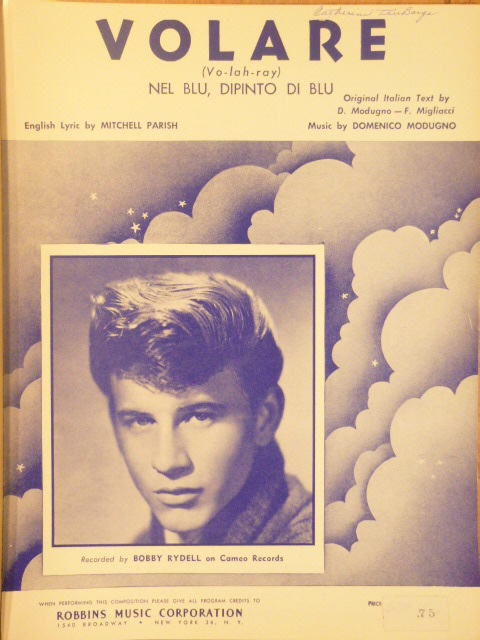 VOLARE
(Vo-lah-ray)
NEL BLU, DIPINTO DI BLU
Original Italian Text by
D. Modugno — F. Migliacci
English Lyric by MITCHELL PARISH
Music by DOMENICO MODUGNO
Recorded by BOBBY RYDELL on Cameo Records
WHEN PERFORMING THIS COMPOSITION PLEASE GIVE ALL PROGRAM CREDITS TO
ROBBINS MUSIC CORPORATION
1540 BROADWAY • NEW YORK 36, N. Y.
PRICE
.75